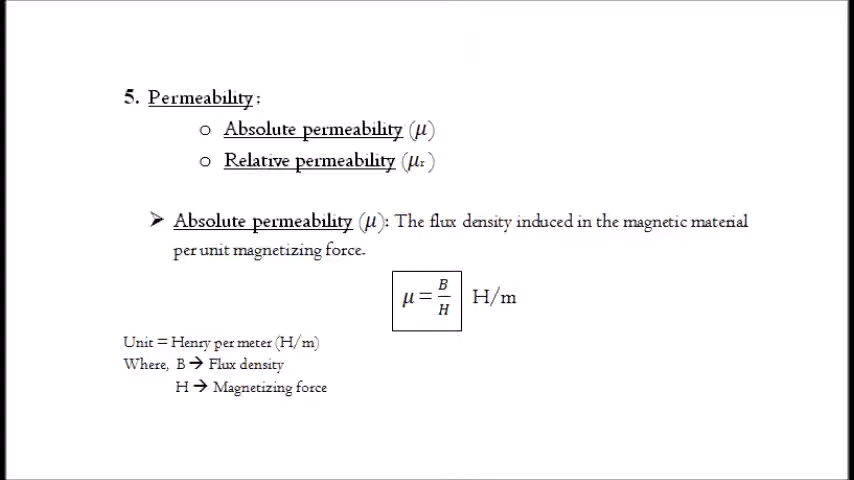 5. Permeability:
o Absolute permeability (μ)
o Relative permeability (μr)
➢ Absolute permeability (μ): The flux density induced in the magnetic material
per unit magnetizing force.
μ = B/H H/m
Unit = Henry per meter (H/m)
Where, B → Flux density
H → Magnetizing force